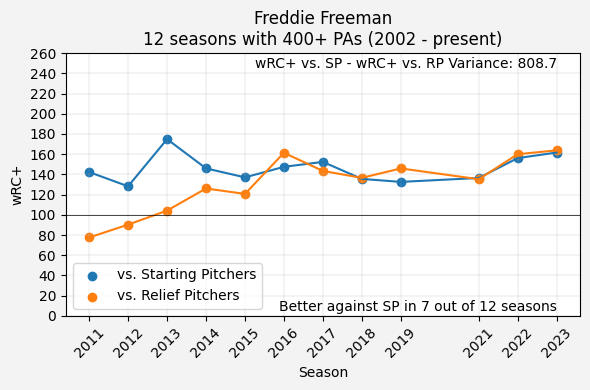 Freddie Freeman
12 seasons with 400+ PAs (2002 - present)
wRC+ vs. SP - wRC+ vs. RP Variance: 808.7
260
240
220
200
180
160
140
120
100
80
60
40
20
0
wRC+
vs. Starting Pitchers
vs. Relief Pitchers
Better against SP in 7 out of 12 seasons
2011 2012 2013 2014 2015 2016 2017 2018 2019 2021 2022 2023
Season